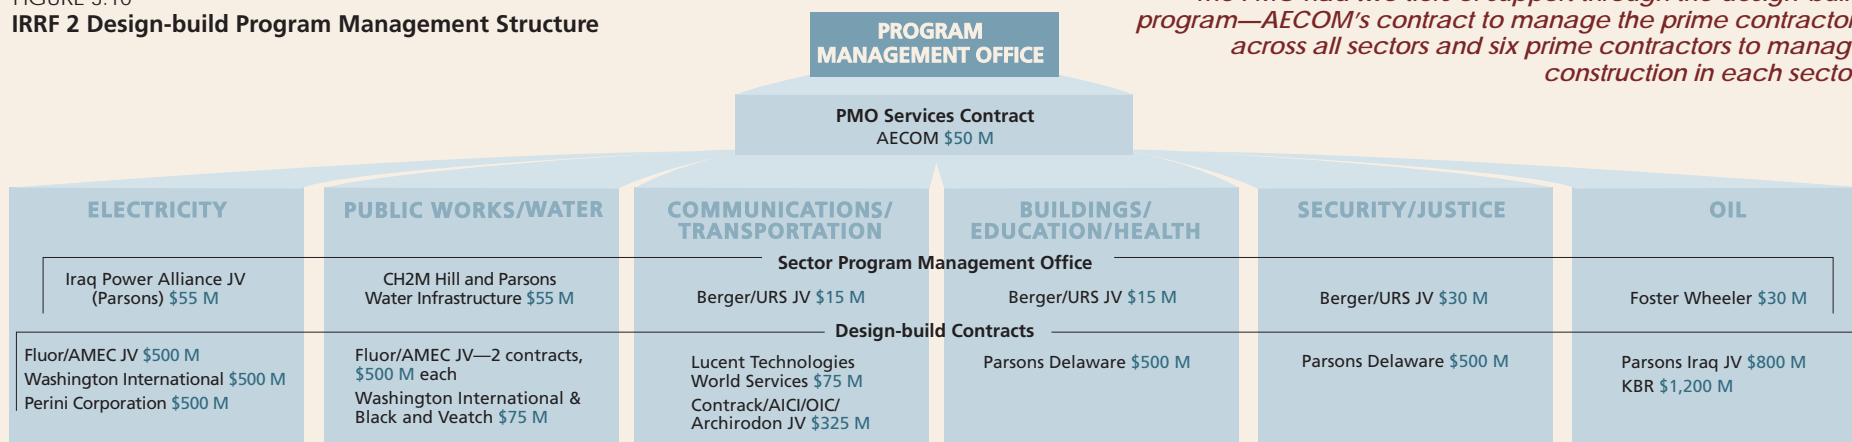 FIGURE 3.10
IRRF 2 Design-build Program Management Structure
program—AECOM's contract to manage the prime contractor
across all sectors and six prime contractors to manag
construction in each secto
PROGRAM
MANAGEMENT OFFICE
PMO Services Contract
AECOM $50 M
ELECTRICITY
PUBLIC WORKS/WATER
COMMUNICATIONS/
TRANSPORTATION
BUILDINGS/
EDUCATION/HEALTH
SECURITY/JUSTICE
OIL
Sector Program Management Office
Iraq Power Alliance JV
(Parsons) $55 M
CH2M Hill and Parsons
Water Infrastructure $55 M
Berger/URS JV $15 M
Berger/URS JV $15 M
Berger/URS JV $30 M
Foster Wheeler $30 M
Design-build Contracts
Fluor/AMEC JV $500 M
Washington International $500 M
Perini Corporation $500 M
Fluor/AMEC JV—2 contracts,
$500 M each
Washington International &
Black and Veatch $75 M
Lucent Technologies
World Services $75 M
Contrack/AICI/OIC/
Archirodon JV $325 M
Parsons Delaware $500 M
Parsons Delaware $500 M
Parsons Iraq JV $800 M
KBR $1,200 M